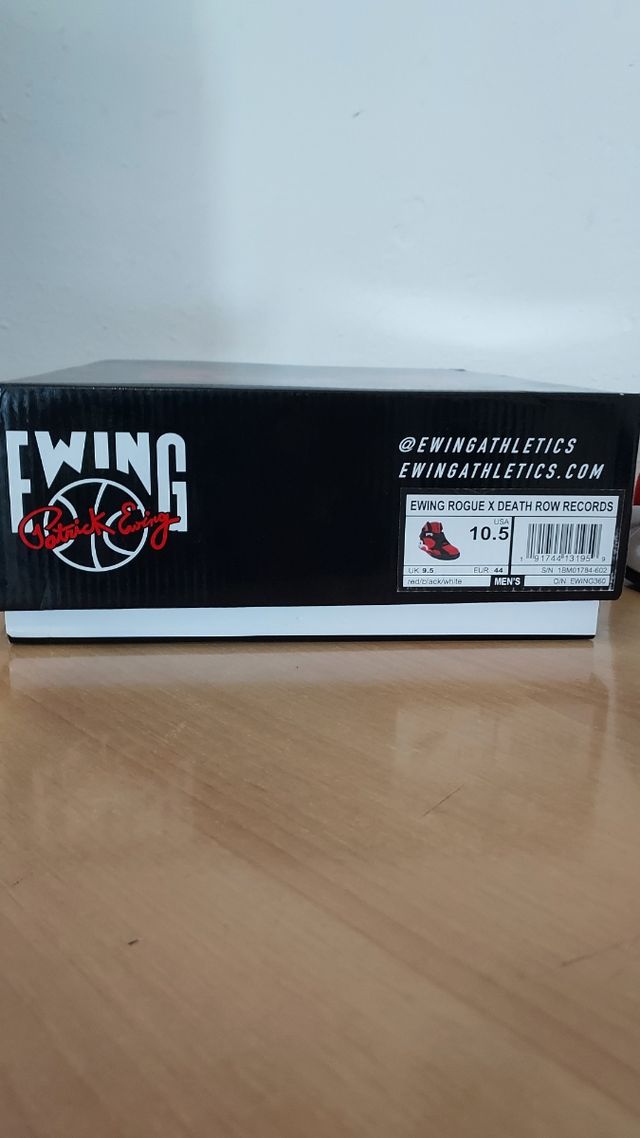 EWING
Patrick Ewing
@EWINGATHLETICS
EWINGATHLETICS.COM
EWING ROGUE X DEATH ROW RECORDS
USA
10.5
1 91744 13195 9
UK 9.5 EUR 44 S/N 1BM01784-602
red/black/white MEN'S O/N EWING360